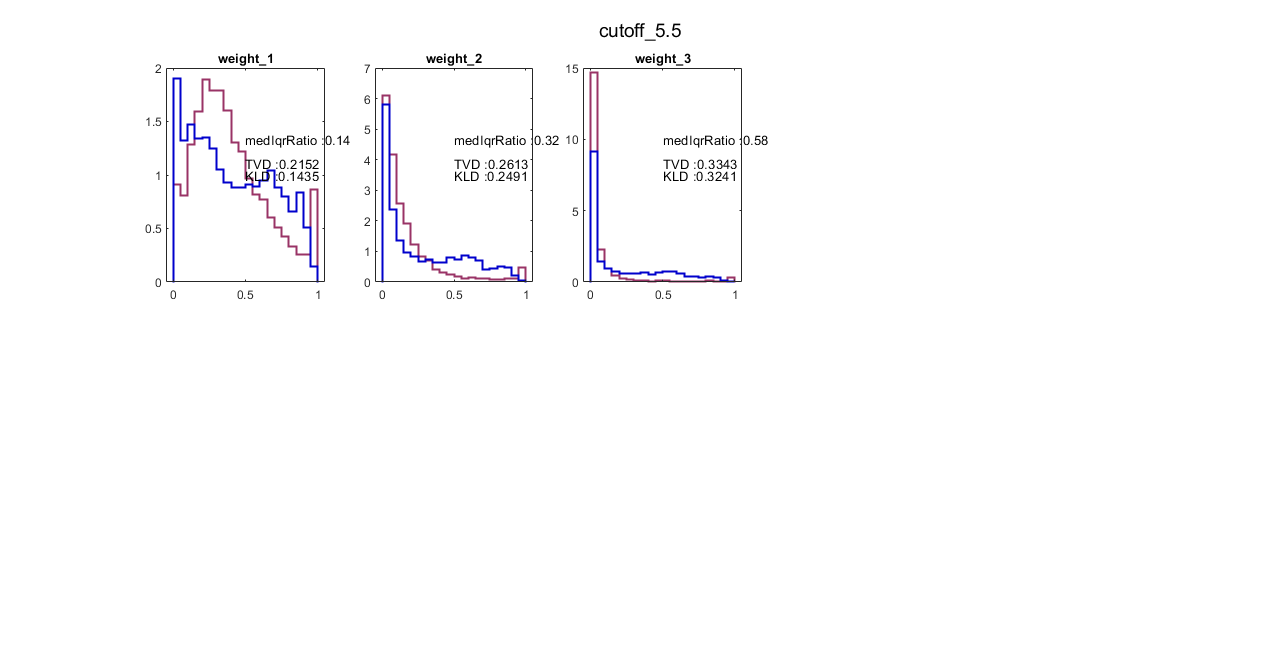 cutoff_5.5
weight_1
2
1.5
1
0.5
0
0
0.5
1
medIqrRatio :0.14
TVD :0.2152
KLD :0.1435
weight_2
7
6
5
4
3
2
1
0
0
0.5
1
medIqrRatio :0.32
TVD :0.2613
KLD :0.2491
weight_3
15
10
5
0
0
0.5
1
medIqrRatio :0.58
TVD :0.3343
KLD :0.3241